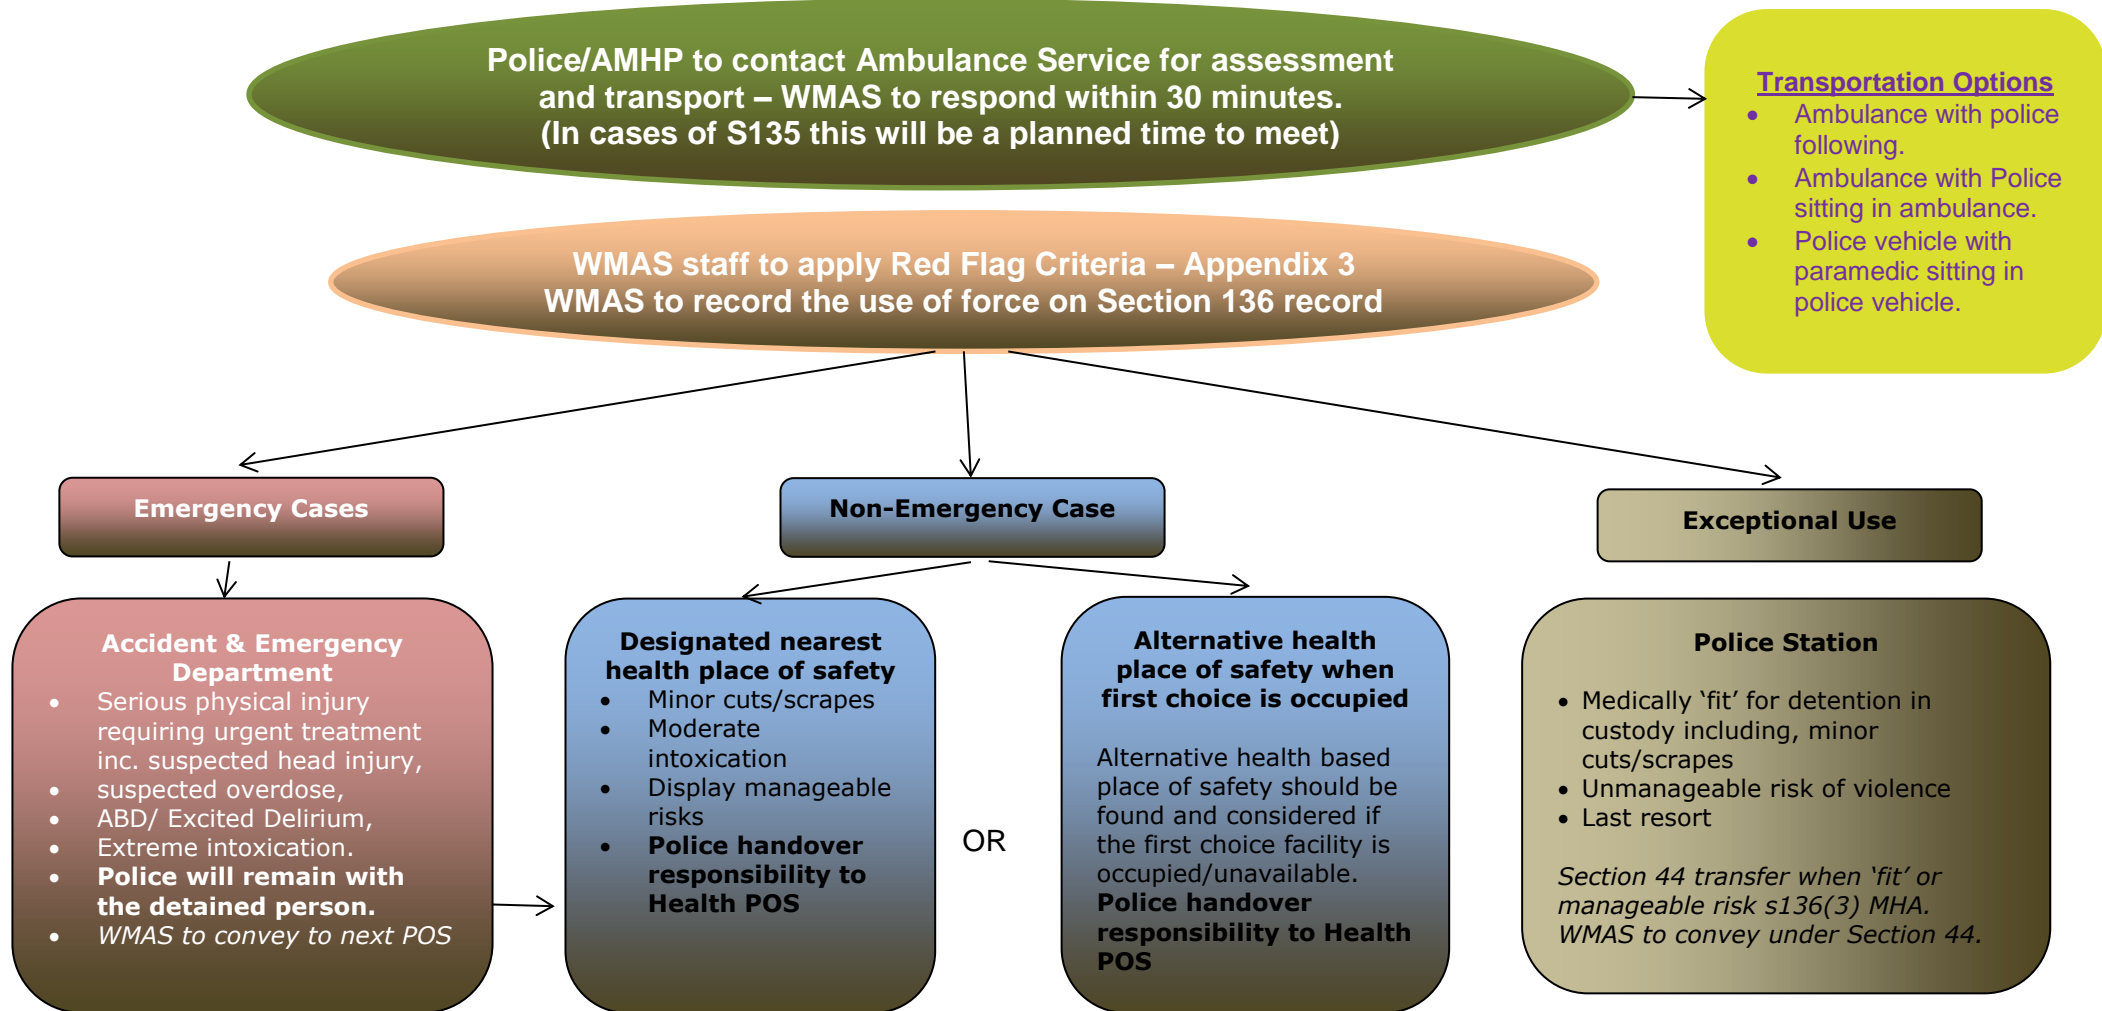 Police/AMHP to contact Ambulance Service for assessment
and transport – WMAS to respond within 30 minutes.
(In cases of S135 this will be a planned time to meet)
Transportation Options
• Ambulance with police
following.
• Ambulance with Police
sitting in ambulance.
• Police vehicle with
paramedic sitting in
police vehicle.
WMAS staff to apply Red Flag Criteria – Appendix 3
WMAS to record the use of force on Section 136 record
Emergency Cases
Non-Emergency Case
Exceptional Use
Accident & Emergency
Department
• Serious physical injury
requiring urgent treatment
inc. suspected head injury,
• suspected overdose,
• ABD/ Excited Delirium,
• Extreme intoxication.
• Police will remain with
the detained person.
• WMAS to convey to next POS
Designated nearest
health place of safety
• Minor cuts/scrapes
• Moderate
intoxication
• Display manageable
risks
• Police handover
responsibility to
Health POS
OR
Alternative health
place of safety when
first choice is occupied
Alternative health based
place of safety should be
found and considered if
the first choice facility is
occupied/unavailable.
Police handover
responsibility to Health
POS
Police Station
• Medically ‘fit’ for detention in
custody including, minor
cuts/scrapes
• Unmanageable risk of violence
• Last resort
Section 44 transfer when ‘fit’ or
manageable risk s136(3) MHA.
WMAS to convey under Section 44.